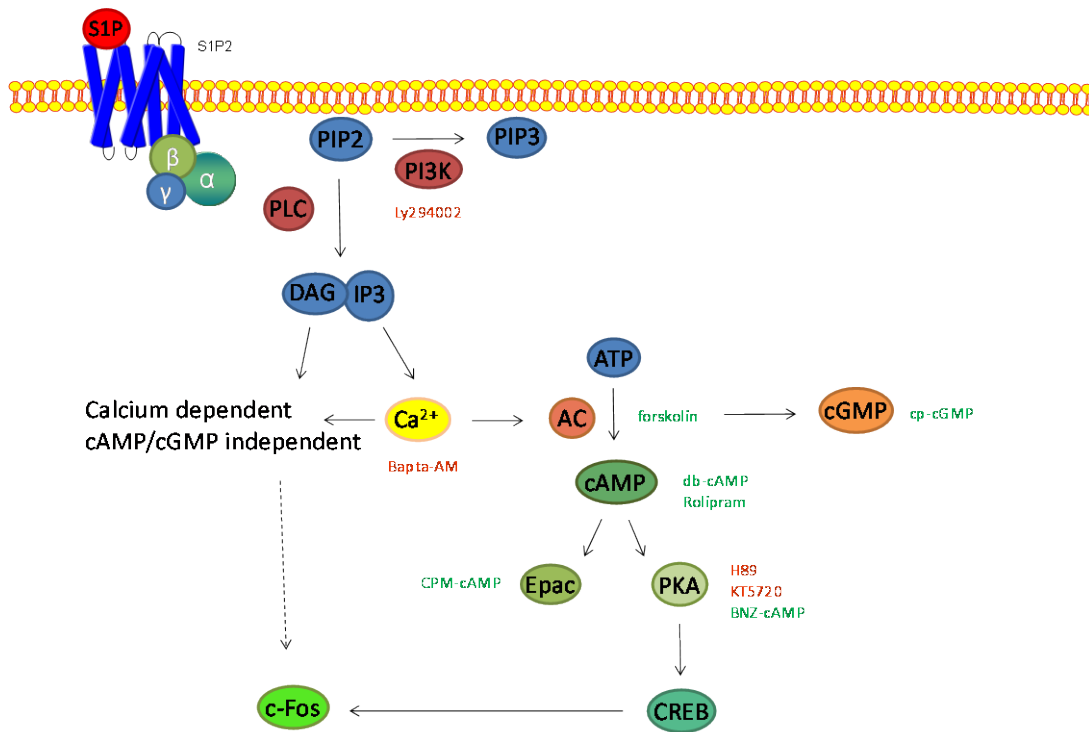 S1P
S1P2
β
α
γ
PIP2
PIP3
PI3K
PLC
Ly294002
DAG
IP3
ATP
Calcium dependent
cAMP/cGMP independent
Ca²⁺
AC
forskolin
cGMP
cp-cGMP
Bapta-AM
cAMP
db-cAMP
Rolipram
CPM-cAMP
Epac
PKA
H89
KT5720
BNZ-cAMP
c-Fos
CREB